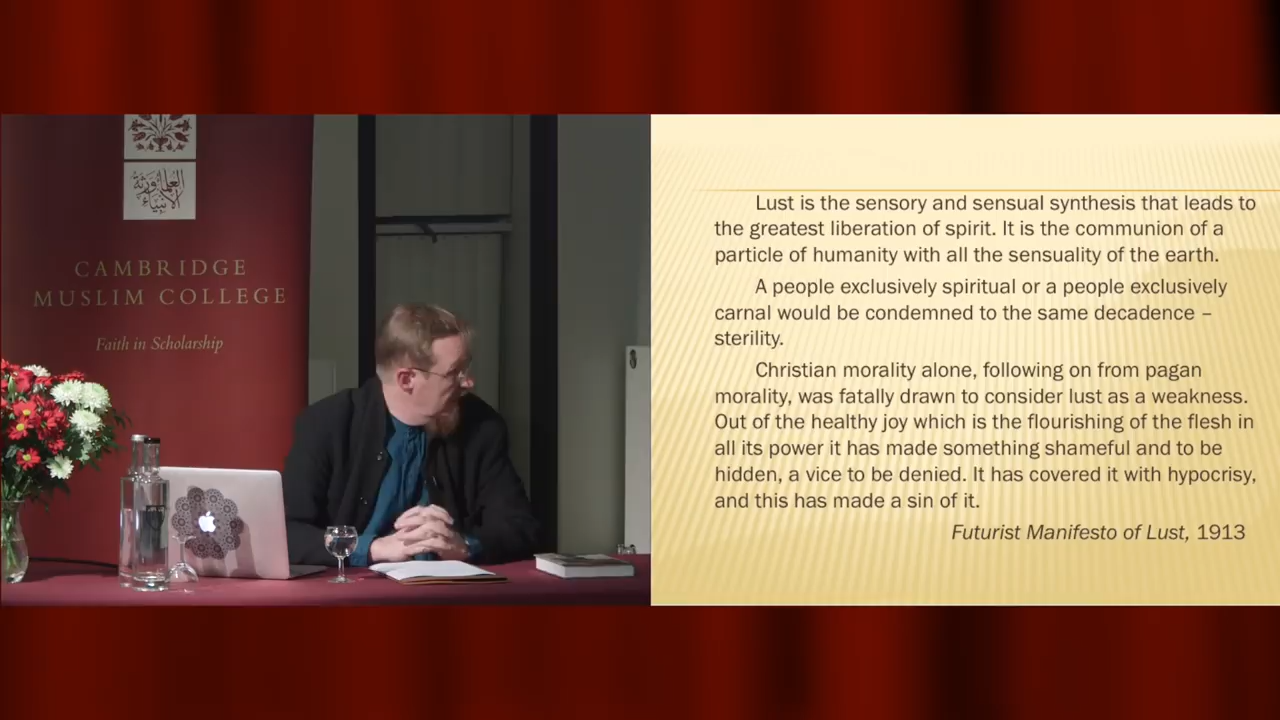 العلماء ورثة
الأنبياء
CAMBRIDGE
MUSLIM COLLEGE
Faith in Scholarship
Lust is the sensory and sensual synthesis that leads to
the greatest liberation of spirit. It is the communion of a
particle of humanity with all the sensuality of the earth.
A people exclusively spiritual or a people exclusively
carnal would be condemned to the same decadence –
sterility.
Christian morality alone, following on from pagan
morality, was fatally drawn to consider lust as a weakness.
Out of the healthy joy which is the flourishing of the flesh in
all its power it has made something shameful and to be
hidden, a vice to be denied. It has covered it with hypocrisy,
and this has made a sin of it.
Futurist Manifesto of Lust, 1913